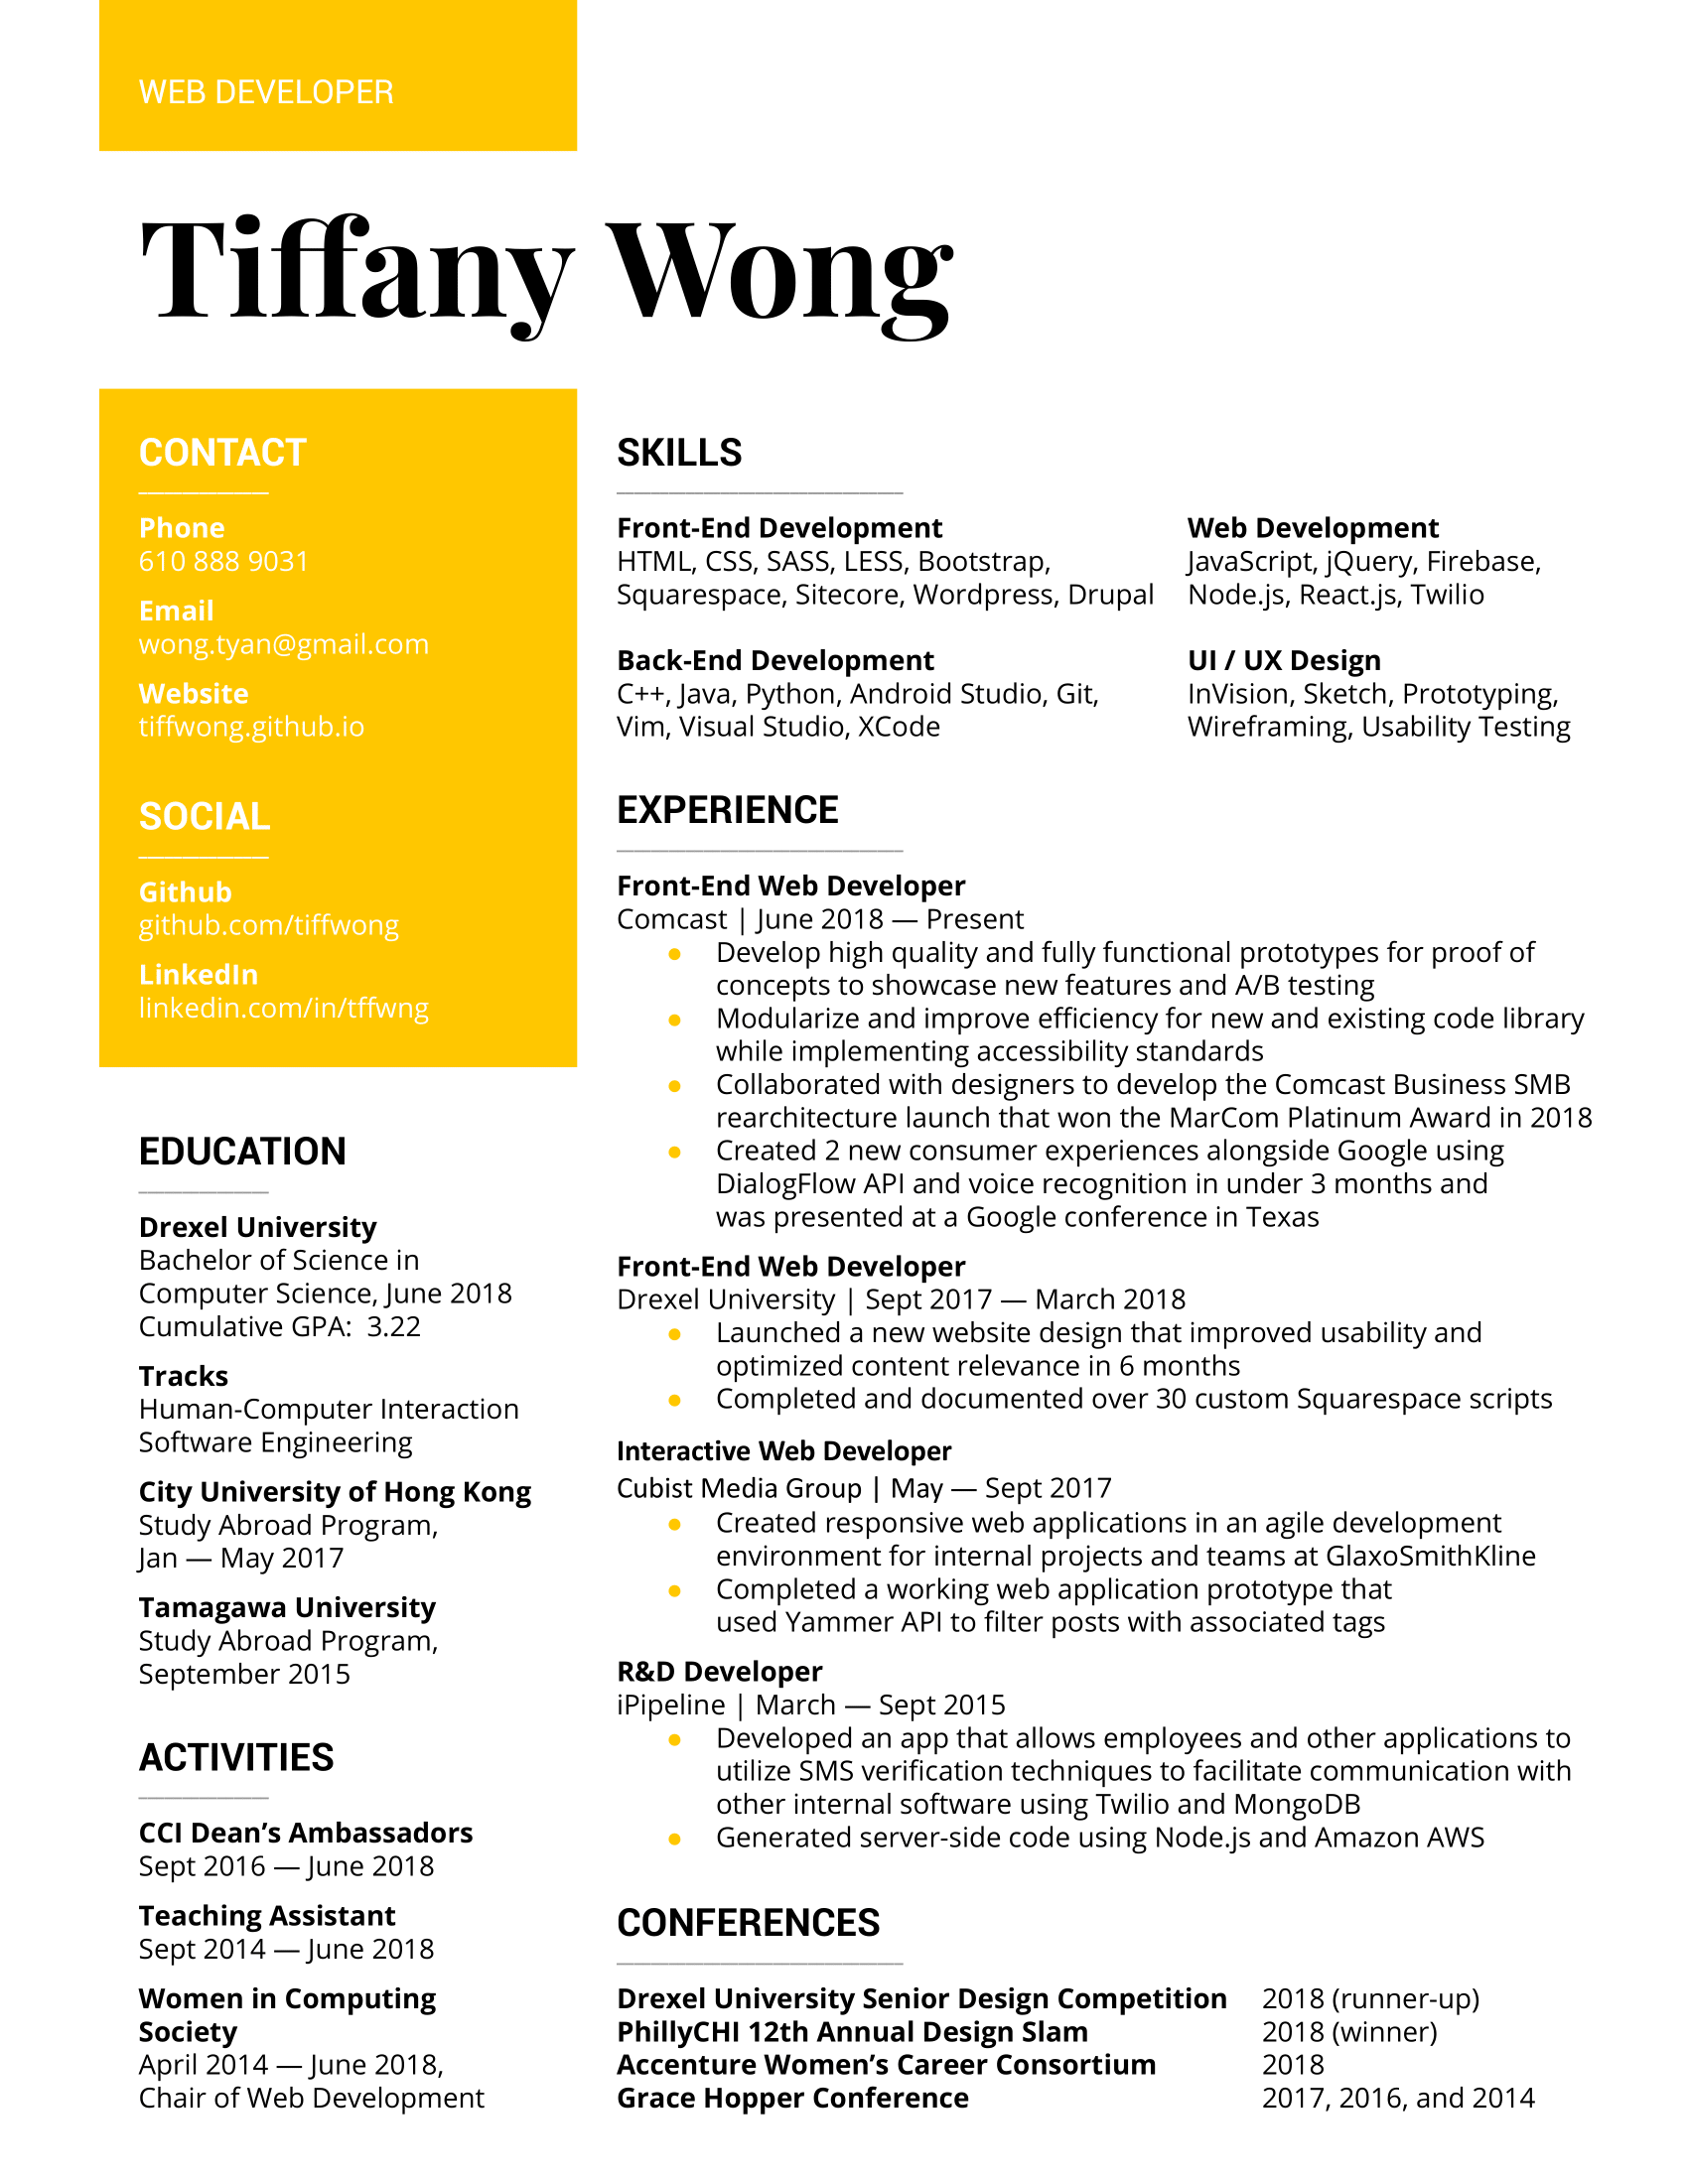 WEB DEVELOPER
Tiffany Wong
CONTACT
Phone
610 888 9031
Email
wong.tyan@gmail.com
Website
tiffwong.github.io
SOCIAL
Github
github.com/tiffwong
LinkedIn
linkedin.com/in/tffwng
EDUCATION
Drexel University
Bachelor of Science in
Computer Science, June 2018
Cumulative GPA:  3.22
Tracks
Human-Computer Interaction
Software Engineering
City University of Hong Kong
Study Abroad Program,
Jan — May 2017
Tamagawa University
Study Abroad Program,
September 2015
ACTIVITIES
CCI Dean’s Ambassadors
Sept 2016 — June 2018
Teaching Assistant
Sept 2014 — June 2018
Women in Computing
Society
April 2014 — June 2018,
Chair of Web Development
SKILLS
Front-End Development
HTML, CSS, SASS, LESS, Bootstrap,
Squarespace, Sitecore, Wordpress, Drupal
Web Development
JavaScript, jQuery, Firebase,
Node.js, React.js, Twilio
Back-End Development
C++, Java, Python, Android Studio, Git,
Vim, Visual Studio, XCode
UI / UX Design
InVision, Sketch, Prototyping,
Wireframing, Usability Testing
EXPERIENCE
Front-End Web Developer
Comcast | June 2018 — Present
● Develop high quality and fully functional prototypes for proof of
concepts to showcase new features and A/B testing
● Modularize and improve efficiency for new and existing code library
while implementing accessibility standards
● Collaborated with designers to develop the Comcast Business SMB
rearchitecture launch that won the MarCom Platinum Award in 2018
● Created 2 new consumer experiences alongside Google using
DialogFlow API and voice recognition in under 3 months and
was presented at a Google conference in Texas
Front-End Web Developer
Drexel University | Sept 2017 — March 2018
● Launched a new website design that improved usability and
optimized content relevance in 6 months
● Completed and documented over 30 custom Squarespace scripts
Interactive Web Developer
Cubist Media Group | May — Sept 2017
● Created responsive web applications in an agile development
environment for internal projects and teams at GlaxoSmithKline
● Completed a working web application prototype that
used Yammer API to filter posts with associated tags
R&D Developer
iPipeline | March — Sept 2015
● Developed an app that allows employees and other applications to
utilize SMS verification techniques to facilitate communication with
other internal software using Twilio and MongoDB
● Generated server-side code using Node.js and Amazon AWS
CONFERENCES
Drexel University Senior Design Competition 2018 (runner-up)
PhillyCHI 12th Annual Design Slam 2018 (winner)
Accenture Women’s Career Consortium 2018
Grace Hopper Conference 2017, 2016, and 2014